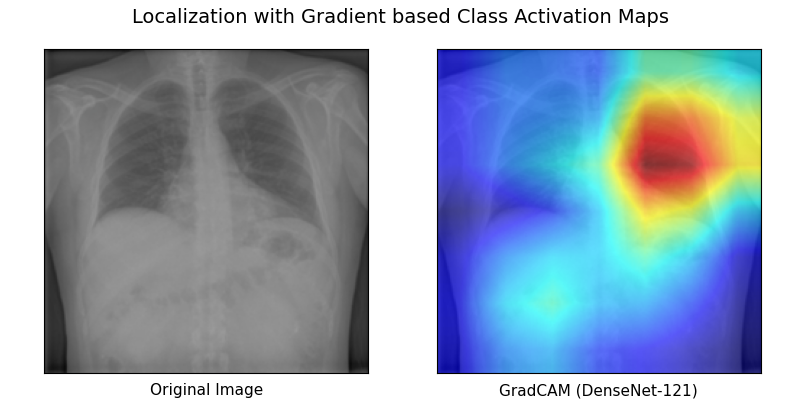 Localization with Gradient based Class Activation Maps
Original Image
GradCAM (DenseNet-121)